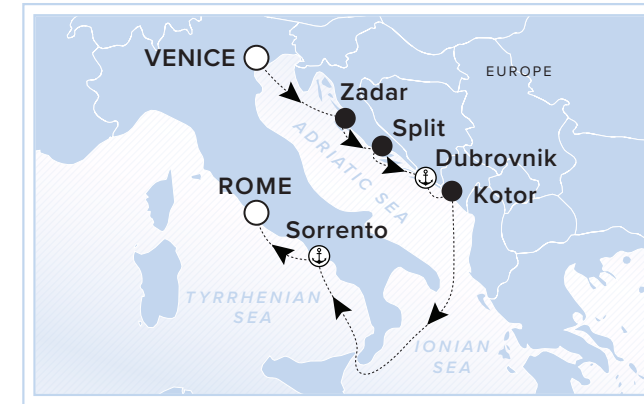 VENICE
EUROPE
Zadar
Split
ADRIATIC SEA
Dubrovnik
ROME
Kotor
Sorrento
TYRRHENIAN
SEA
IONIAN
SEA